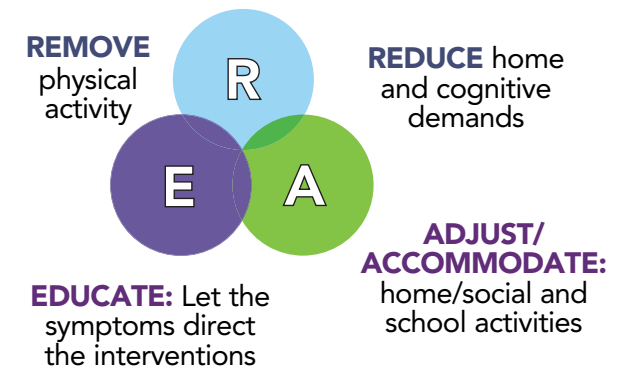 REMOVE
physical
activity
R
REDUCE home
and cognitive
demands
E
A
EDUCATE: Let the
symptoms direct
the interventions
ADJUST/
ACCOMMODATE:
home/social and
school activities